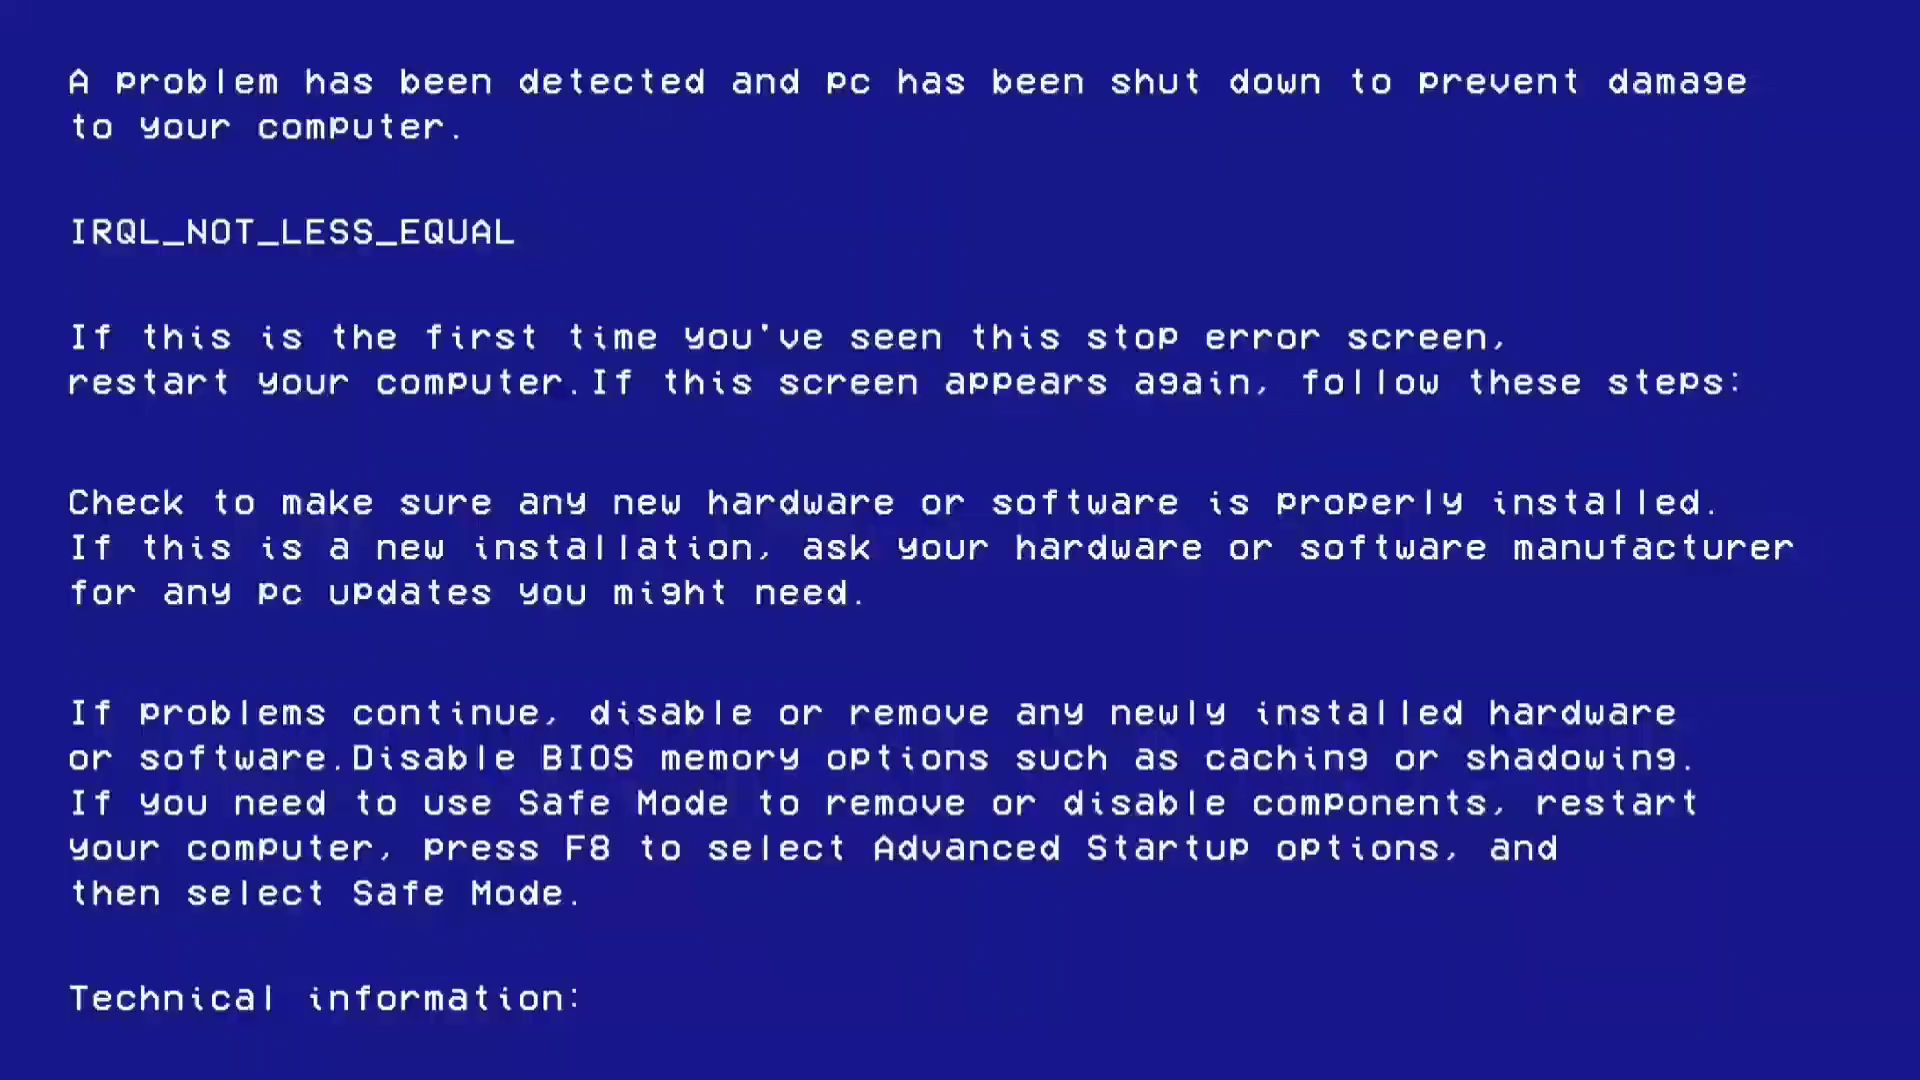 A problem has been detected and pc has been shut down to prevent damage
to your computer.
IRQL_NOT_LESS_EQUAL
If this is the first time you've seen this stop error screen,
restart your computer.If this screen appears again, follow these steps:
Check to make sure any new hardware or software is properly installed.
If this is a new installation, ask your hardware or software manufacturer
for any pc updates you might need.
If problems continue, disable or remove any newly installed hardware
or software.Disable BIOS memory options such as caching or shadowing.
If you need to use Safe Mode to remove or disable components, restart
your computer, press F8 to select Advanced Startup options, and
then select Safe Mode.
Technical information: